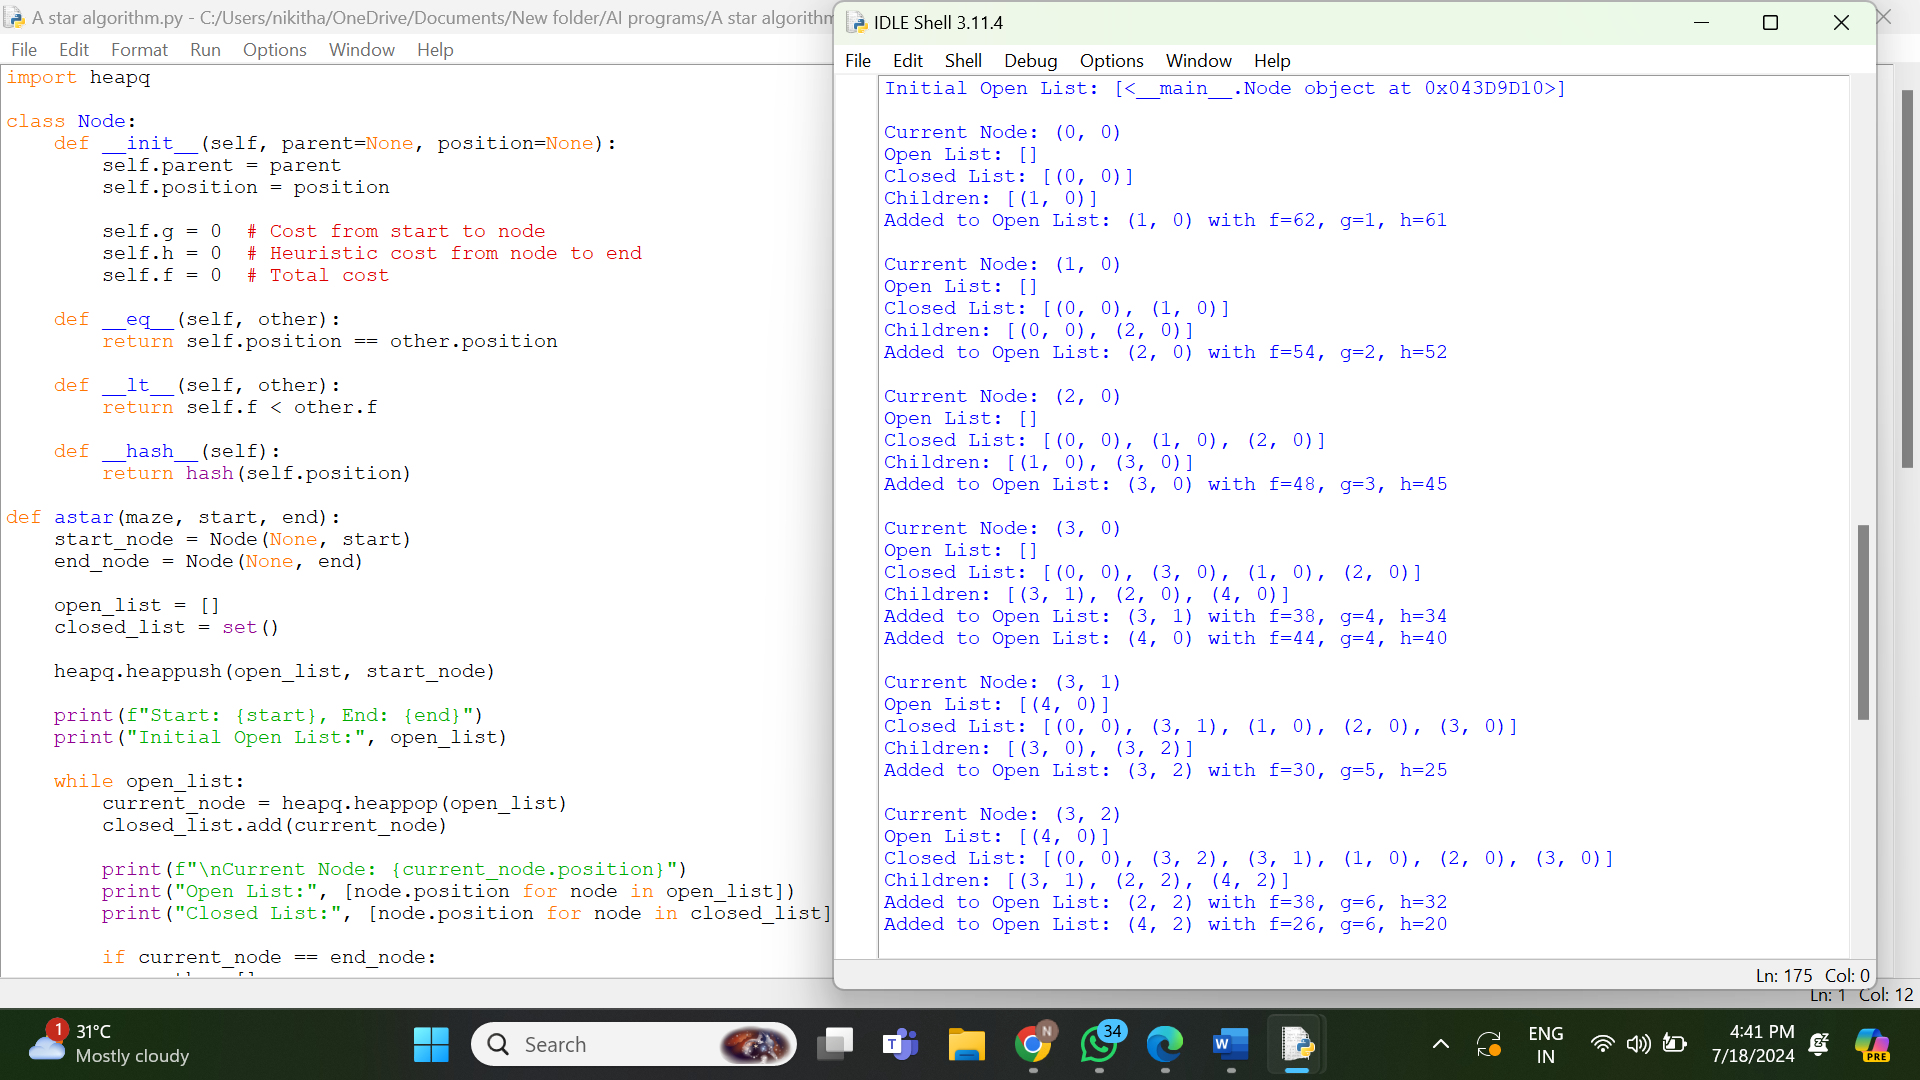 A star algorithm.py - C:/Users/nikitha/OneDrive/Documents/New folder/AI programs/A star algorithm
File Edit Format Run Options Window Help
import heapq
class Node:
    def __init__(self, parent=None, position=None):
        self.parent = parent
        self.position = position
        self.g = 0  # Cost from start to node
        self.h = 0  # Heuristic cost from node to end
        self.f = 0  # Total cost
    def __eq__(self, other):
        return self.position == other.position
    def __lt__(self, other):
        return self.f < other.f
    def __hash__(self):
        return hash(self.position)
def astar(maze, start, end):
    start_node = Node(None, start)
    end_node = Node(None, end)
    open_list = []
    closed_list = set()
    heapq.heappush(open_list, start_node)
    print(f"Start: {start}, End: {end}")
    print("Initial Open List:", open_list)
    while open_list:
        current_node = heapq.heappop(open_list)
        closed_list.add(current_node)
        print(f"\nCurrent Node: {current_node.position}")
        print("Open List:", [node.position for node in open_list])
        print("Closed List:", [node.position for node in closed_list]
        if current_node == end_node:
Ln: 1 Col: 12
IDLE Shell 3.11.4
File Edit Shell Debug Options Window Help
Initial Open List: [<__main__.Node object at 0x043D9D10>]
Current Node: (0, 0)
Open List: []
Closed List: [(0, 0)]
Children: [(1, 0)]
Added to Open List: (1, 0) with f=62, g=1, h=61
Current Node: (1, 0)
Open List: []
Closed List: [(0, 0), (1, 0)]
Children: [(0, 0), (2, 0)]
Added to Open List: (2, 0) with f=54, g=2, h=52
Current Node: (2, 0)
Open List: []
Closed List: [(0, 0), (1, 0), (2, 0)]
Children: [(1, 0), (3, 0)]
Added to Open List: (3, 0) with f=48, g=3, h=45
Current Node: (3, 0)
Open List: []
Closed List: [(0, 0), (3, 0), (1, 0), (2, 0)]
Children: [(3, 1), (2, 0), (4, 0)]
Added to Open List: (3, 1) with f=38, g=4, h=34
Added to Open List: (4, 0) with f=44, g=4, h=40
Current Node: (3, 1)
Open List: [(4, 0)]
Closed List: [(0, 0), (3, 1), (1, 0), (2, 0), (3, 0)]
Children: [(3, 0), (3, 2)]
Added to Open List: (3, 2) with f=30, g=5, h=25
Current Node: (3, 2)
Open List: [(4, 0)]
Closed List: [(0, 0), (3, 2), (3, 1), (1, 0), (2, 0), (3, 0)]
Children: [(3, 1), (2, 2), (4, 2)]
Added to Open List: (2, 2) with f=38, g=6, h=32
Added to Open List: (4, 2) with f=26, g=6, h=20
Ln: 175 Col: 0
1
31°C
Mostly cloudy
Search
T
N
34
W
ENG
IN
4:41 PM
7/18/2024
PRE